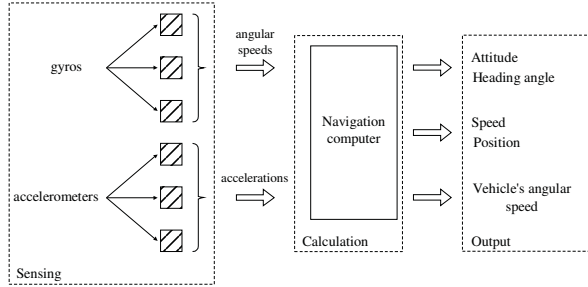 gyros
accelerometers
Sensing
angular
speeds
accelerations
Navigation
computer
Calculation
Attitude
Heading angle
Speed
Position
Vehicle's angular
speed
Output